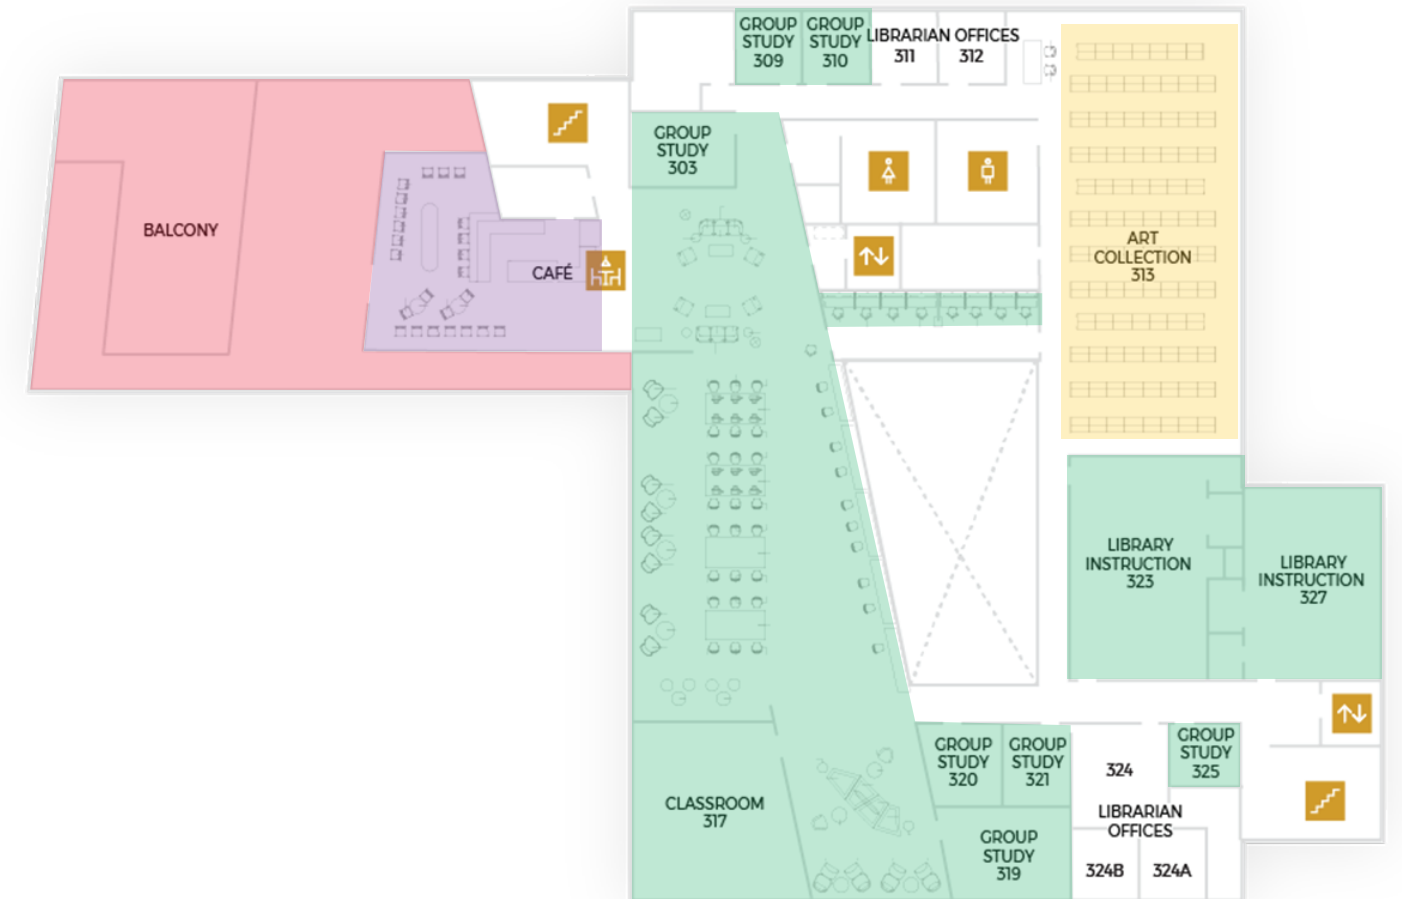 GROUP
STUDY
309
GROUP
STUDY
310
LIBRARIAN OFFICES
311
312
GROUP
STUDY
303
BALCONY
CAFÉ
ART
COLLECTION
313
LIBRARY
INSTRUCTION
323
LIBRARY
INSTRUCTION
327
GROUP
STUDY
320
GROUP
STUDY
321
324
GROUP
STUDY
325
CLASSROOM
317
LIBRARIAN
OFFICES
GROUP
STUDY
319
324B
324A